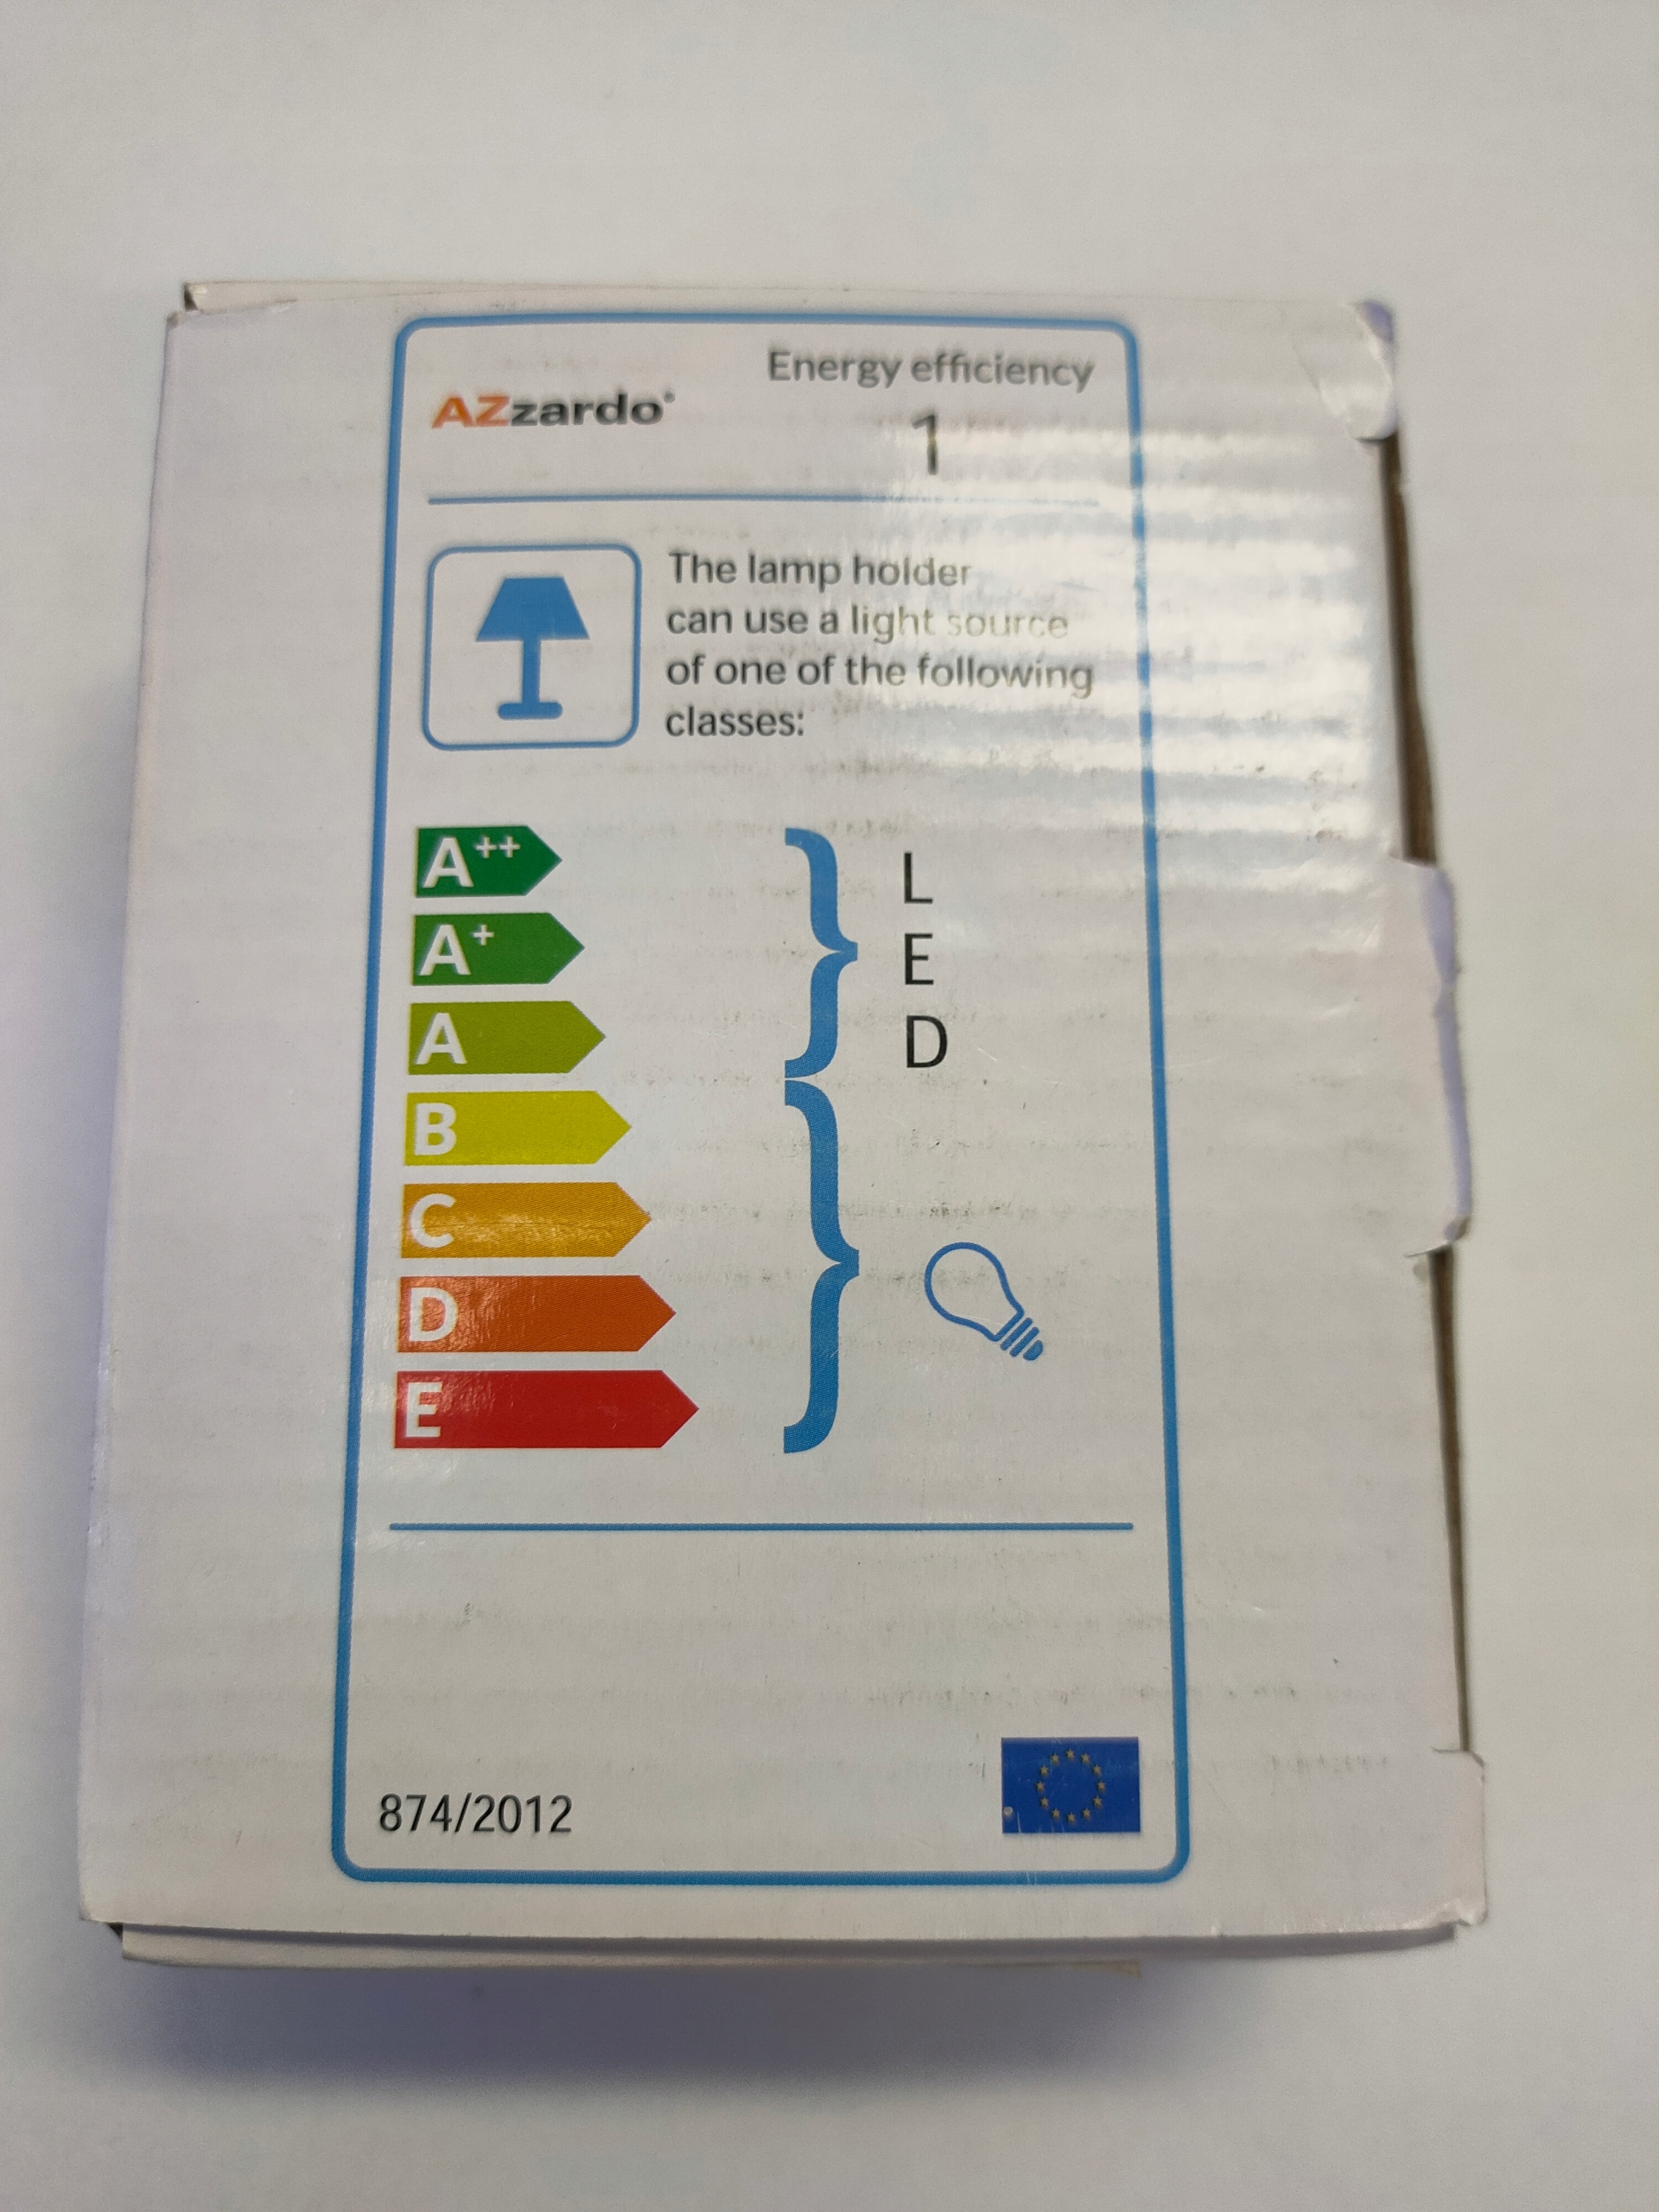 Energy efficiency
AZzardo®
1
The lamp holder
can use a light source
of one of the following
classes:
A++
A+
A
B
C
D
E
L
E
D
874/2012